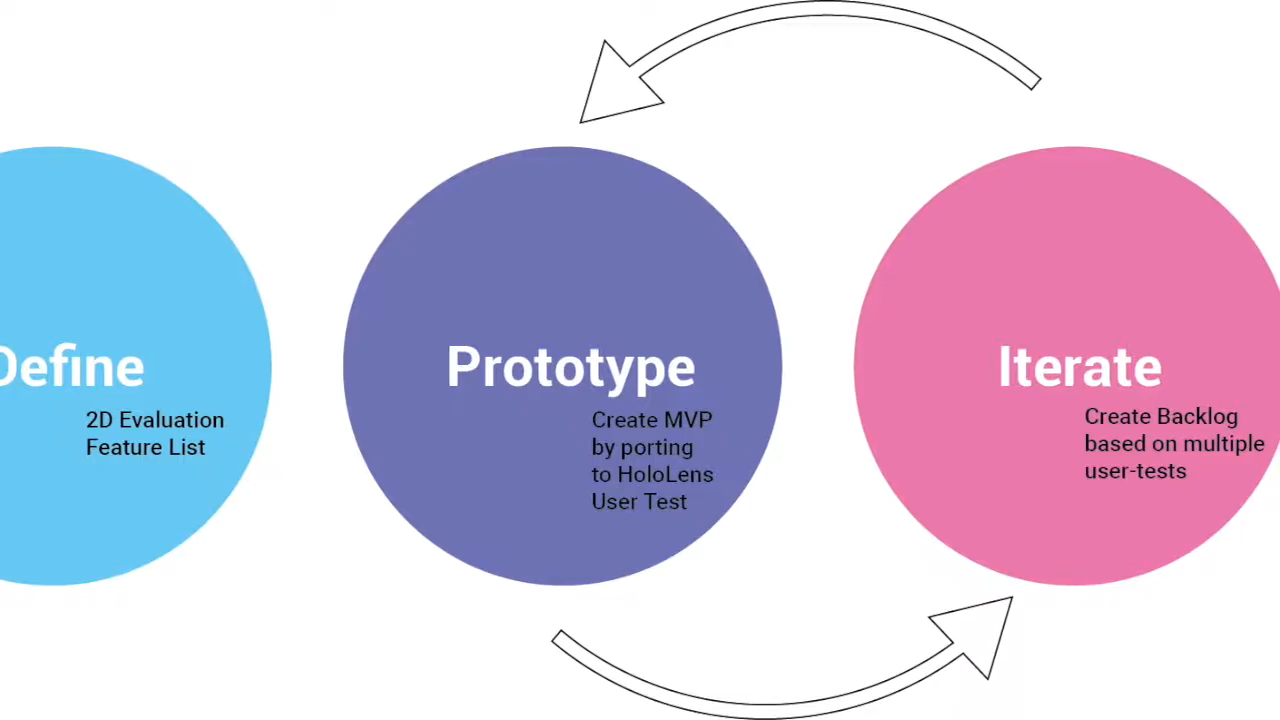 Define
2D Evaluation
Feature List
Prototype
Create MVP
by porting
to HoloLens
User Test
Iterate
Create Backlog
based on multiple
user-tests